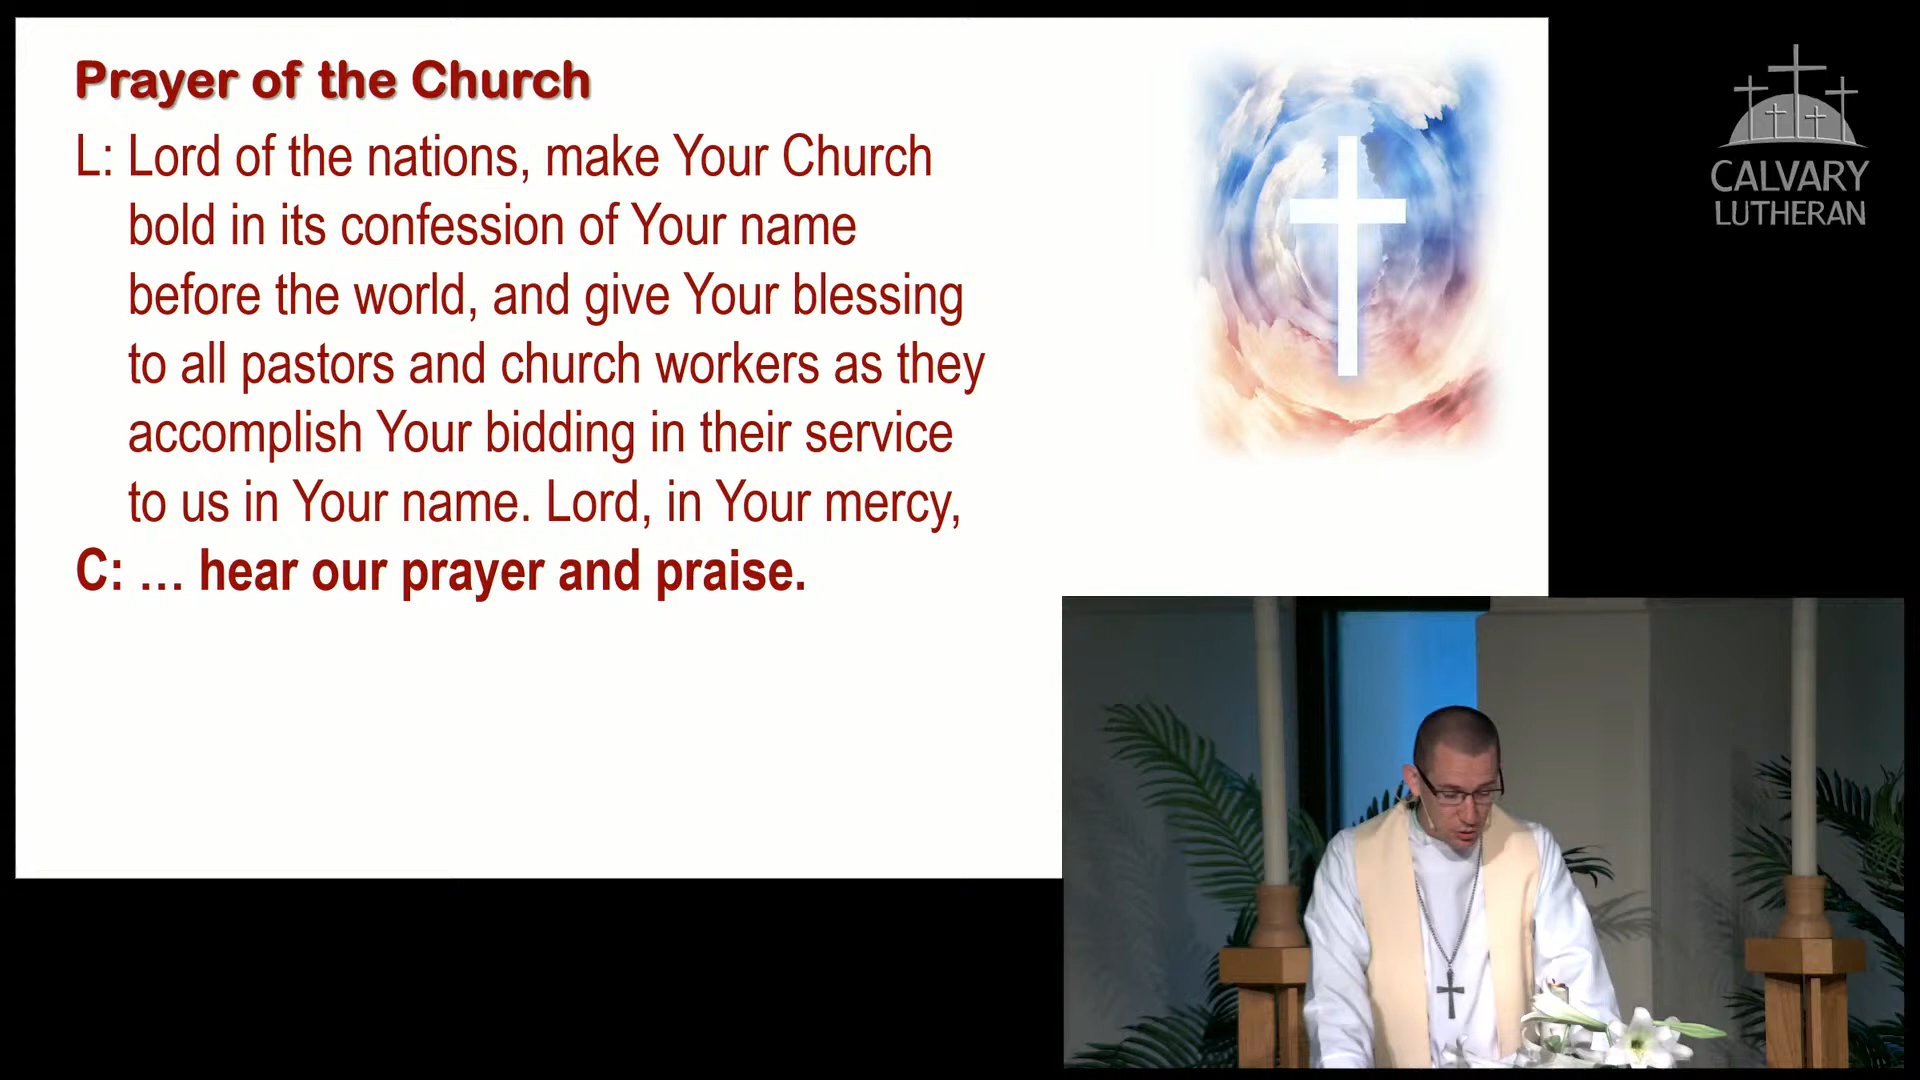 Prayer of the Church
L: Lord of the nations, make Your Church
bold in its confession of Your name
before the world, and give Your blessing
to all pastors and church workers as they
accomplish Your bidding in their service
to us in Your name. Lord, in Your mercy,
C: … hear our prayer and praise.
CALVARY
LUTHERAN